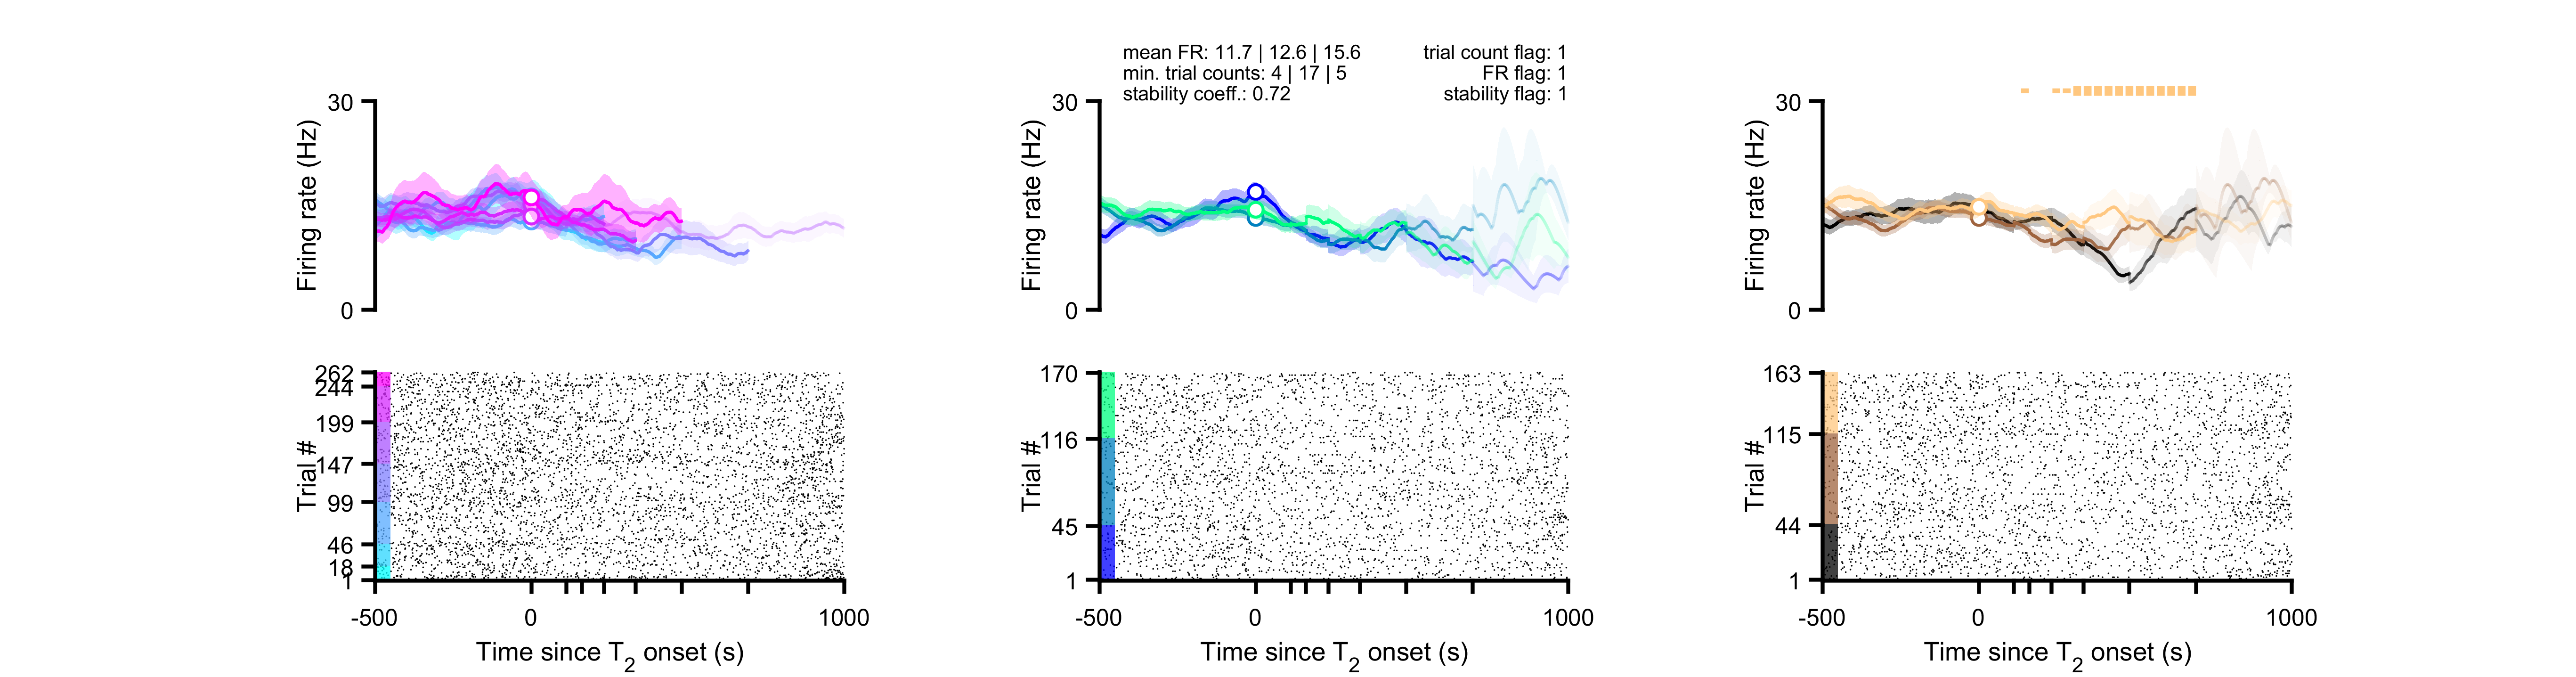 mean FR: 11.7 | 12.6 | 15.6
trial count flag: 1
min. trial counts: 4 | 17 | 5
FR flag: 1
stability coeff.: 0.72
stability flag: 1
30
Firing rate (Hz)
0
30
Firing rate (Hz)
0
30
Firing rate (Hz)
0
262
244
199
147
99
46
18
1
Trial #
-500
0
1000
Time since T2 onset (s)
170
116
45
1
Trial #
-500
0
1000
Time since T2 onset (s)
163
115
44
1
Trial #
-500
0
1000
Time since T2 onset (s)